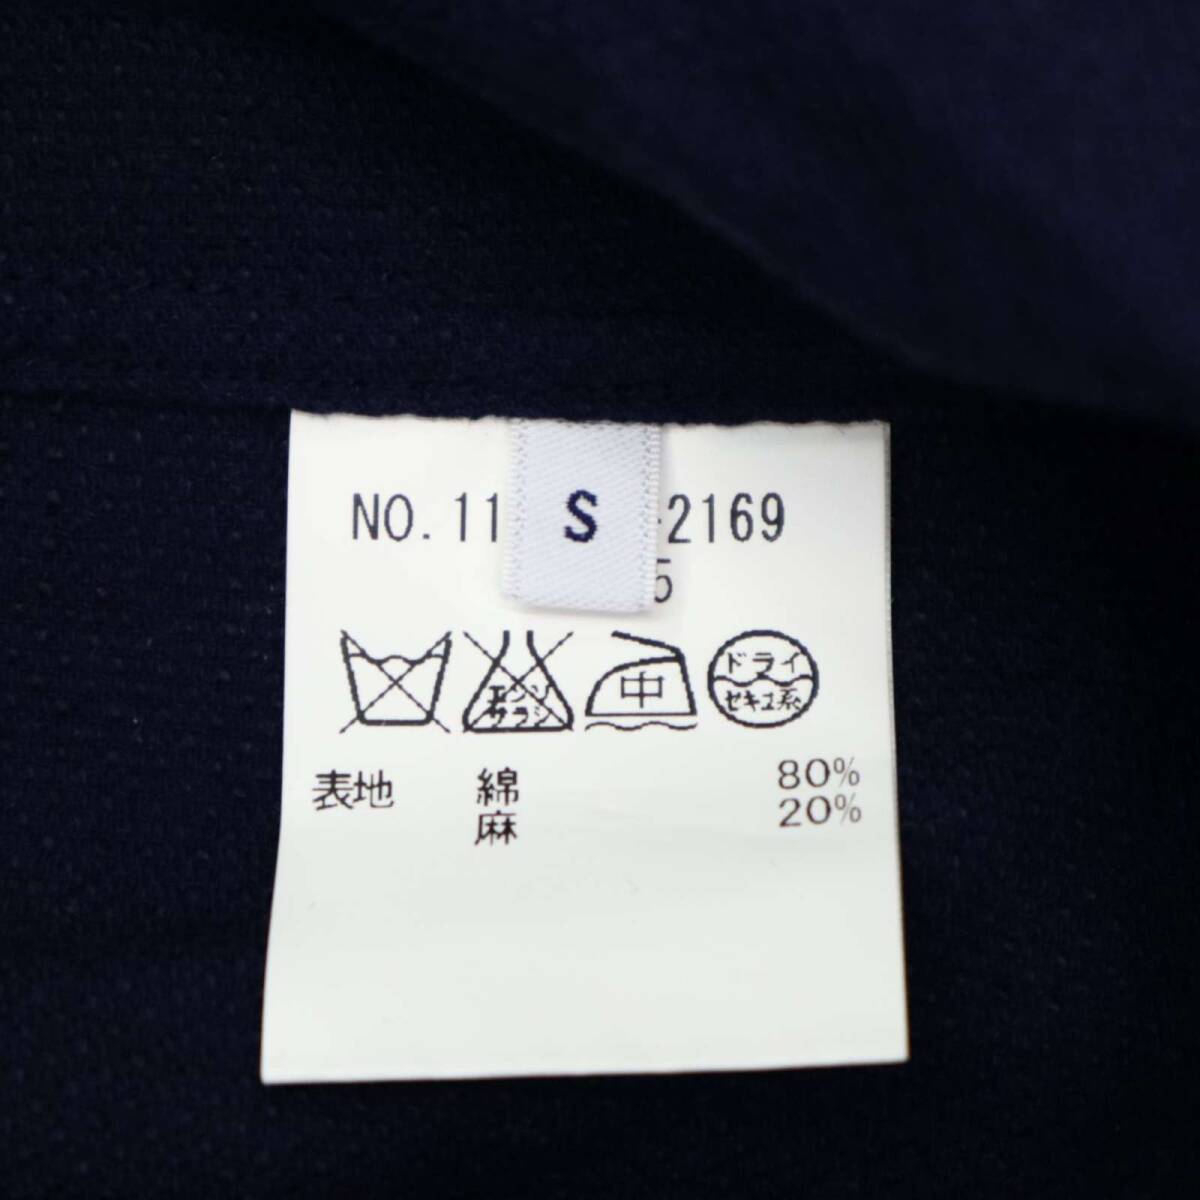 NO.11 S -2169
5
エンソサラシ 中 ドライ セキユ系
表地 綿 80%
麻 20%